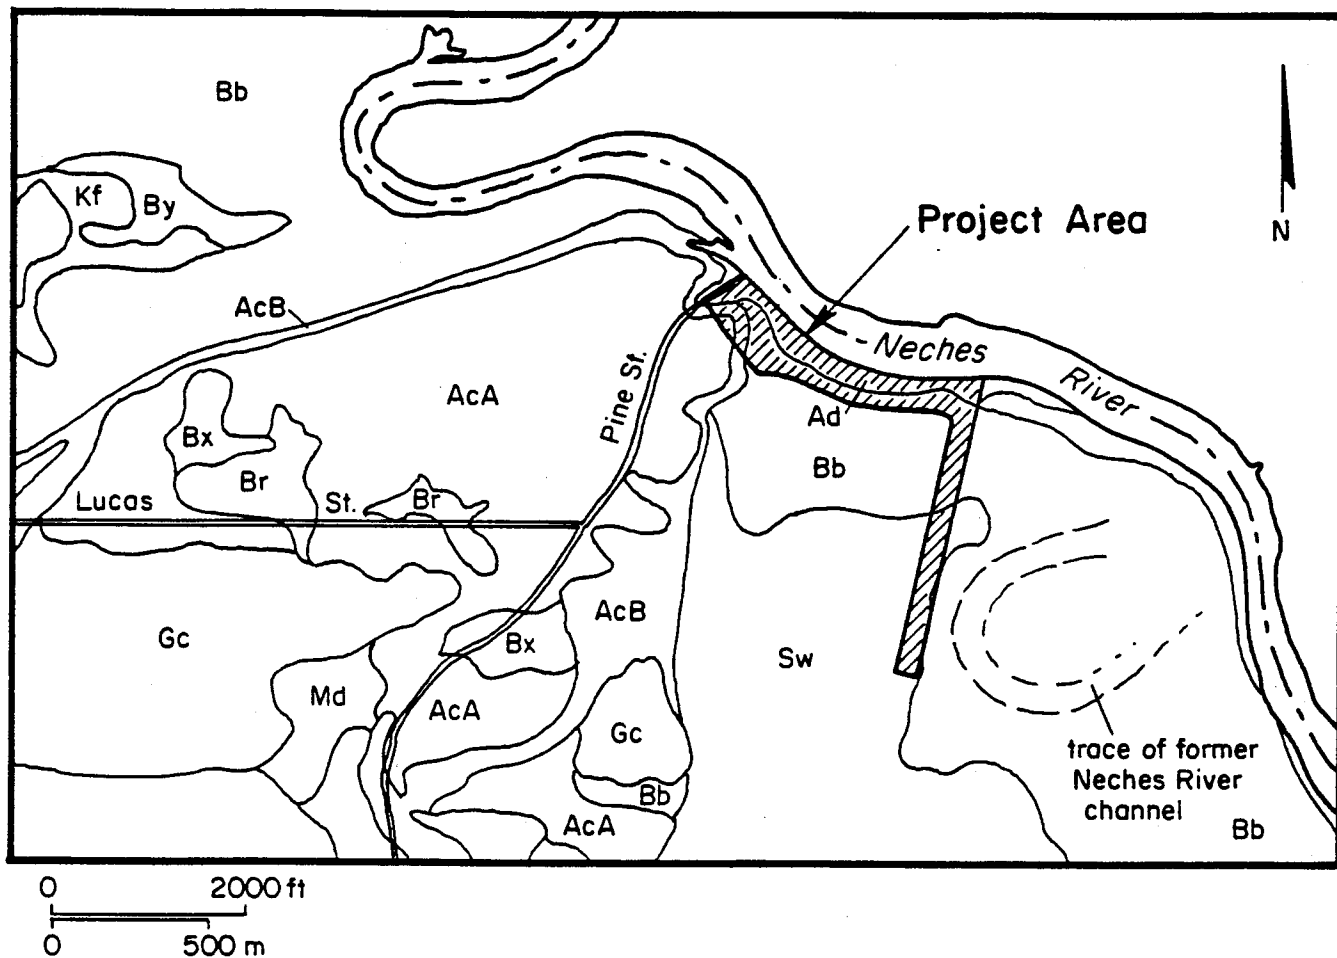 Bb
Kf
By
Project Area
N
AcB
Neches
River
Pine St.
AcA
Ad
Bx
Bb
Br
Br
Lucas St.
AcB
Gc
Bx
Sw
Md
AcA
Gc
trace of former
Neches River
channel
Bb
AcA
Bb
0 2000 ft
0 500 m